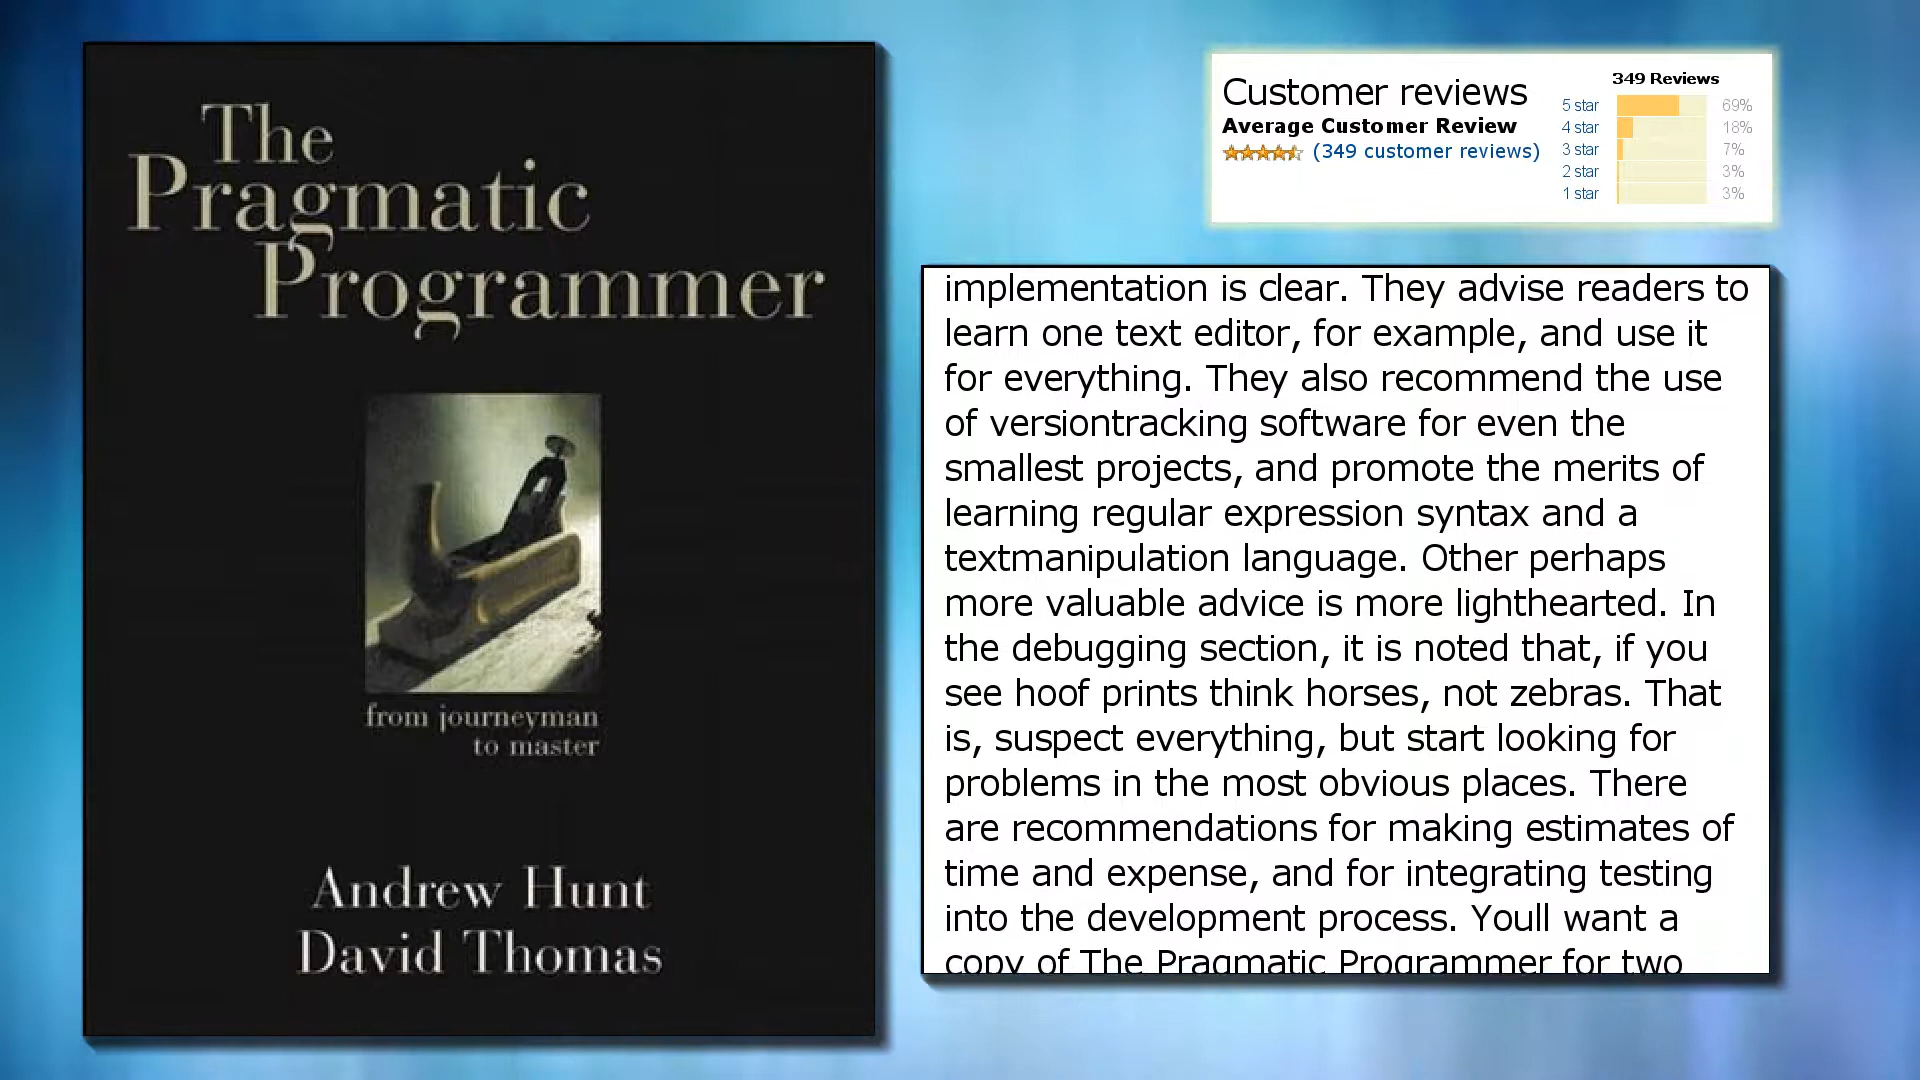 The
Pragmatic
Programmer
from journeyman
to master
Andrew Hunt
David Thomas
Customer reviews
Average Customer Review
(349 customer reviews)
349 Reviews
5 star 69%
4 star 18%
3 star 7%
2 star 3%
1 star 3%
implementation is clear. They advise readers to
learn one text editor, for example, and use it
for everything. They also recommend the use
of versiontracking software for even the
smallest projects, and promote the merits of
learning regular expression syntax and a
textmanipulation language. Other perhaps
more valuable advice is more lighthearted. In
the debugging section, it is noted that, if you
see hoof prints think horses, not zebras. That
is, suspect everything, but start looking for
problems in the most obvious places. There
are recommendations for making estimates of
time and expense, and for integrating testing
into the development process. Youll want a
copy of The Pragmatic Programmer for two